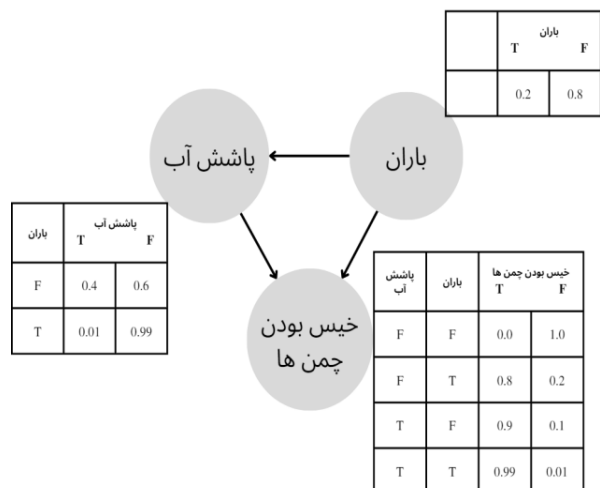 باران
T F
0.2 0.8
پاشش آب
باران
باران
پاشش آب
T F
F 0.4 0.6
T 0.01 0.99
خیس بودن
چمن ها
پاشش
آب
باران
خیس بودن چمن ها
T F
F F 0.0 1.0
F T 0.8 0.2
T F 0.9 0.1
T T 0.99 0.01